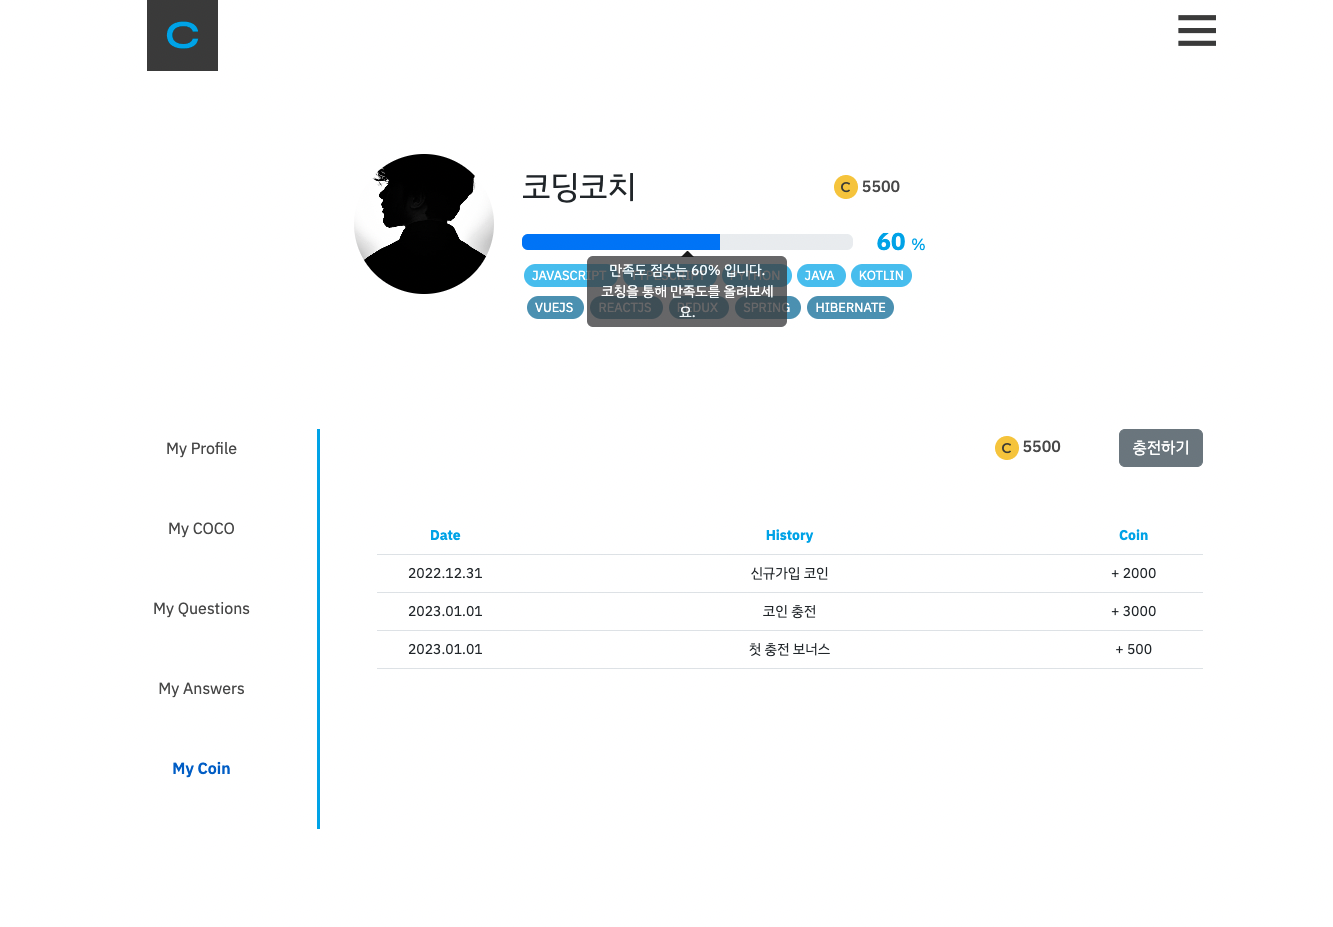 C
코딩코치
C 5500
60 %
JAVASCRIPT PYTHON JAVA KOTLIN
만족도 점수는 60% 입니다.
코칭을 통해 만족도를 올려보세
요.
VUEJS REACTJS REDUX SPRING HIBERNATE
My Profile
My COCO
My Questions
My Answers
My Coin
C 5500
충전하기
Date History Coin
2022.12.31 신규가입 코인 + 2000
2023.01.01 코인 충전 + 3000
2023.01.01 첫 충전 보너스 + 500